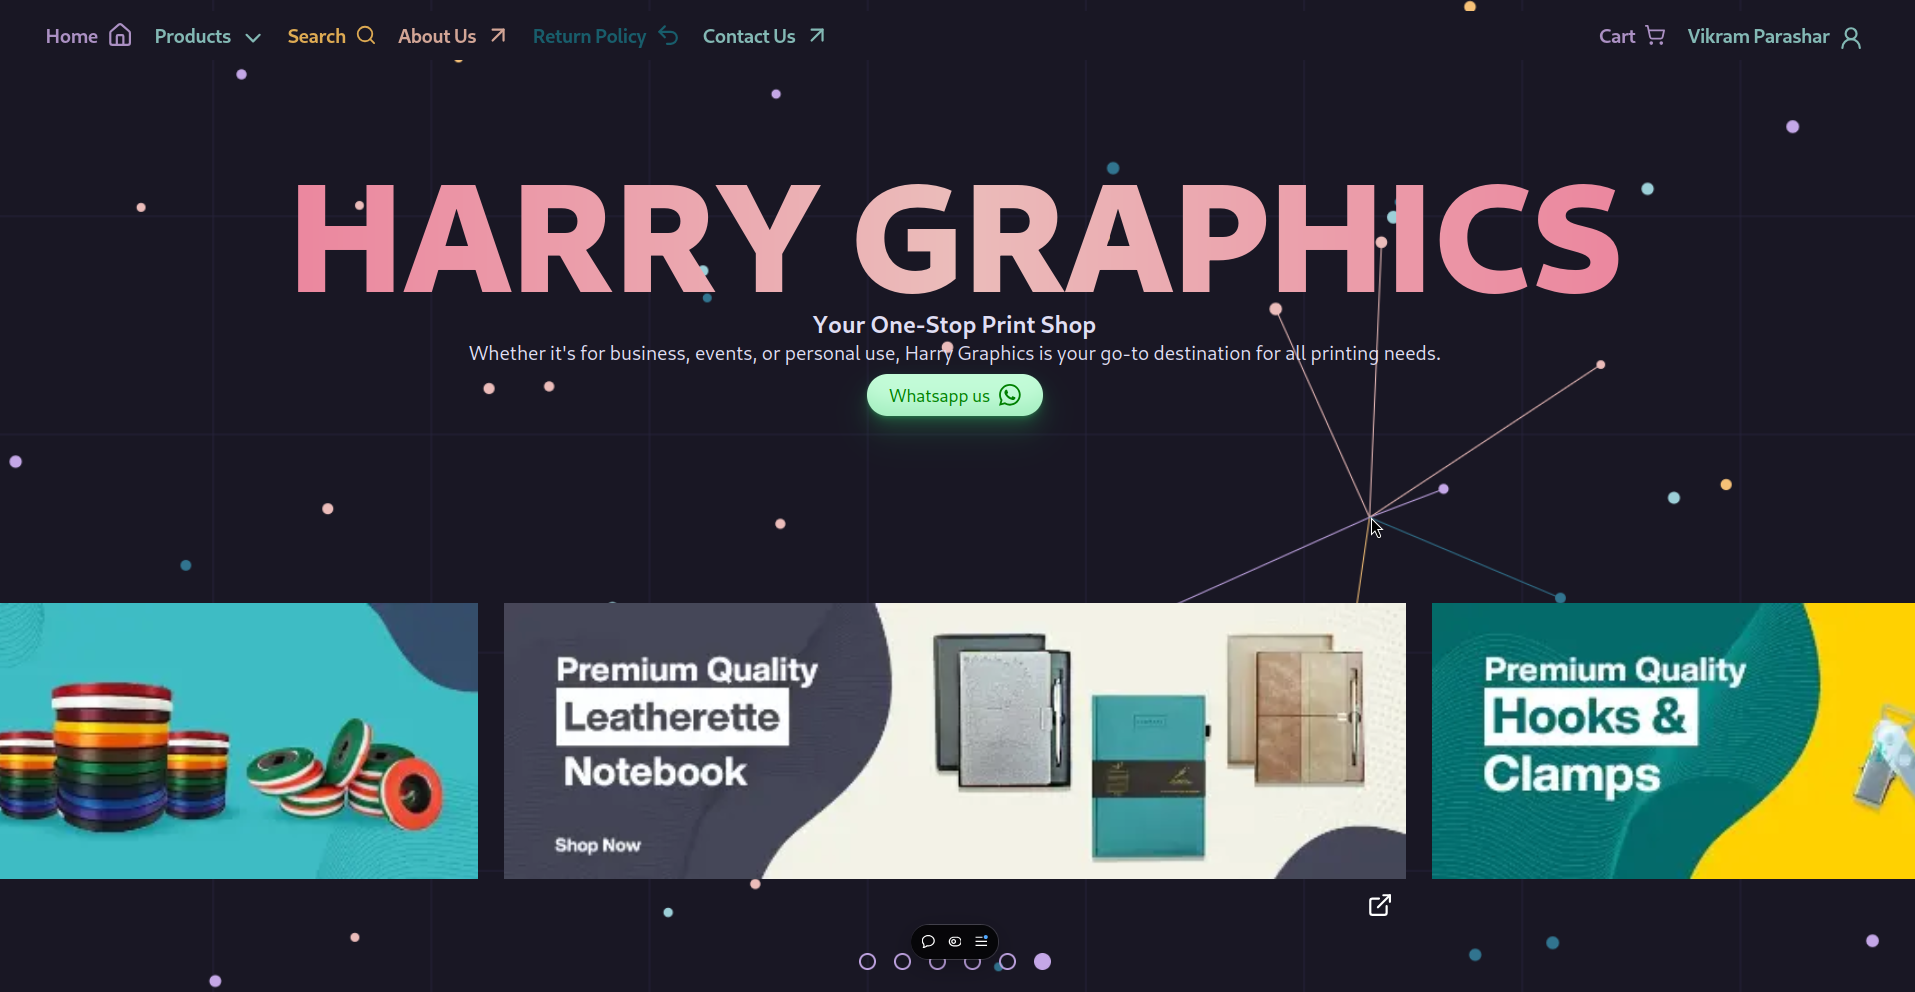 Home Products Search About Us Return Policy Contact Us Cart Vikram Parashar
HARRY GRAPHICS
Your One-Stop Print Shop
Whether it's for business, events, or personal use, Harry Graphics is your go-to destination for all printing needs.
Whatsapp us
Premium Quality
Leatherette
Notebook
Shop Now
Premium Quality
Hooks &
Clamps